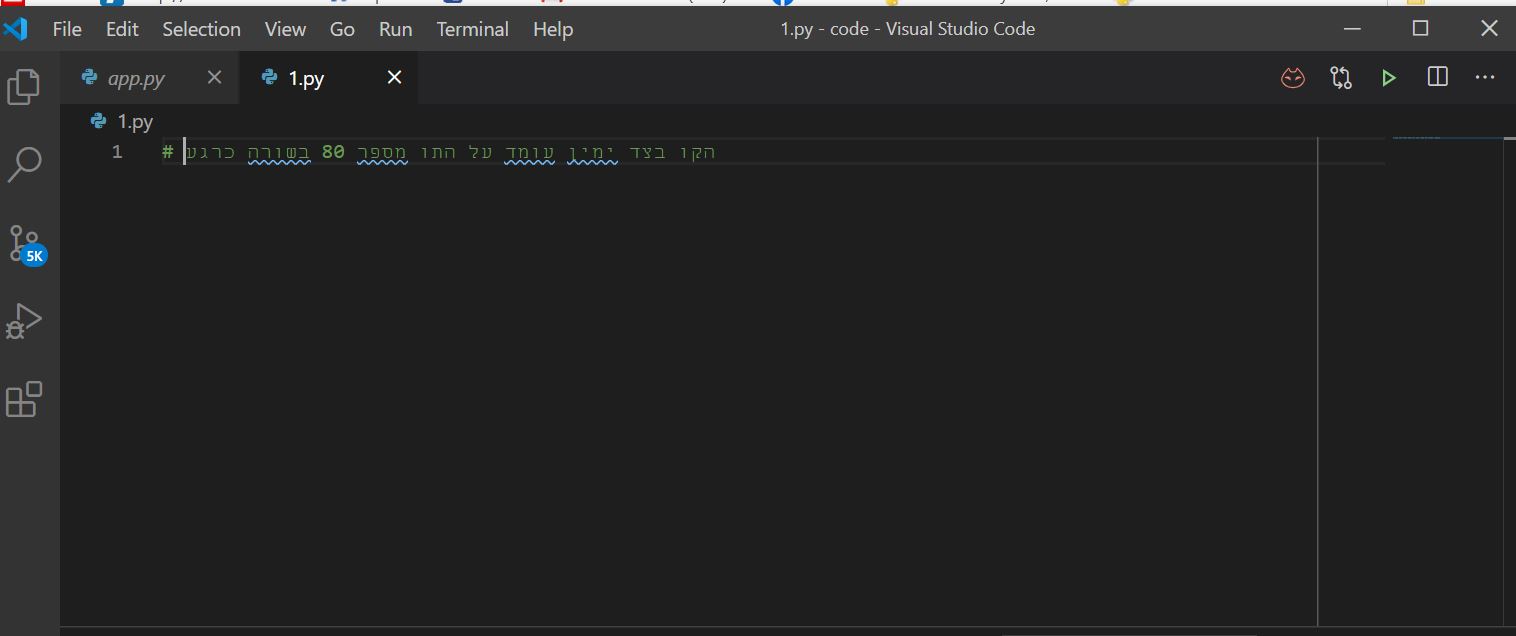 1.py - code - Visual Studio Code
File Edit Selection View Go Run Terminal Help
app.py
1.py
1.py
1 # הקו בצד ימין עומד על התו מספר 80 בשורה כרגע
5K